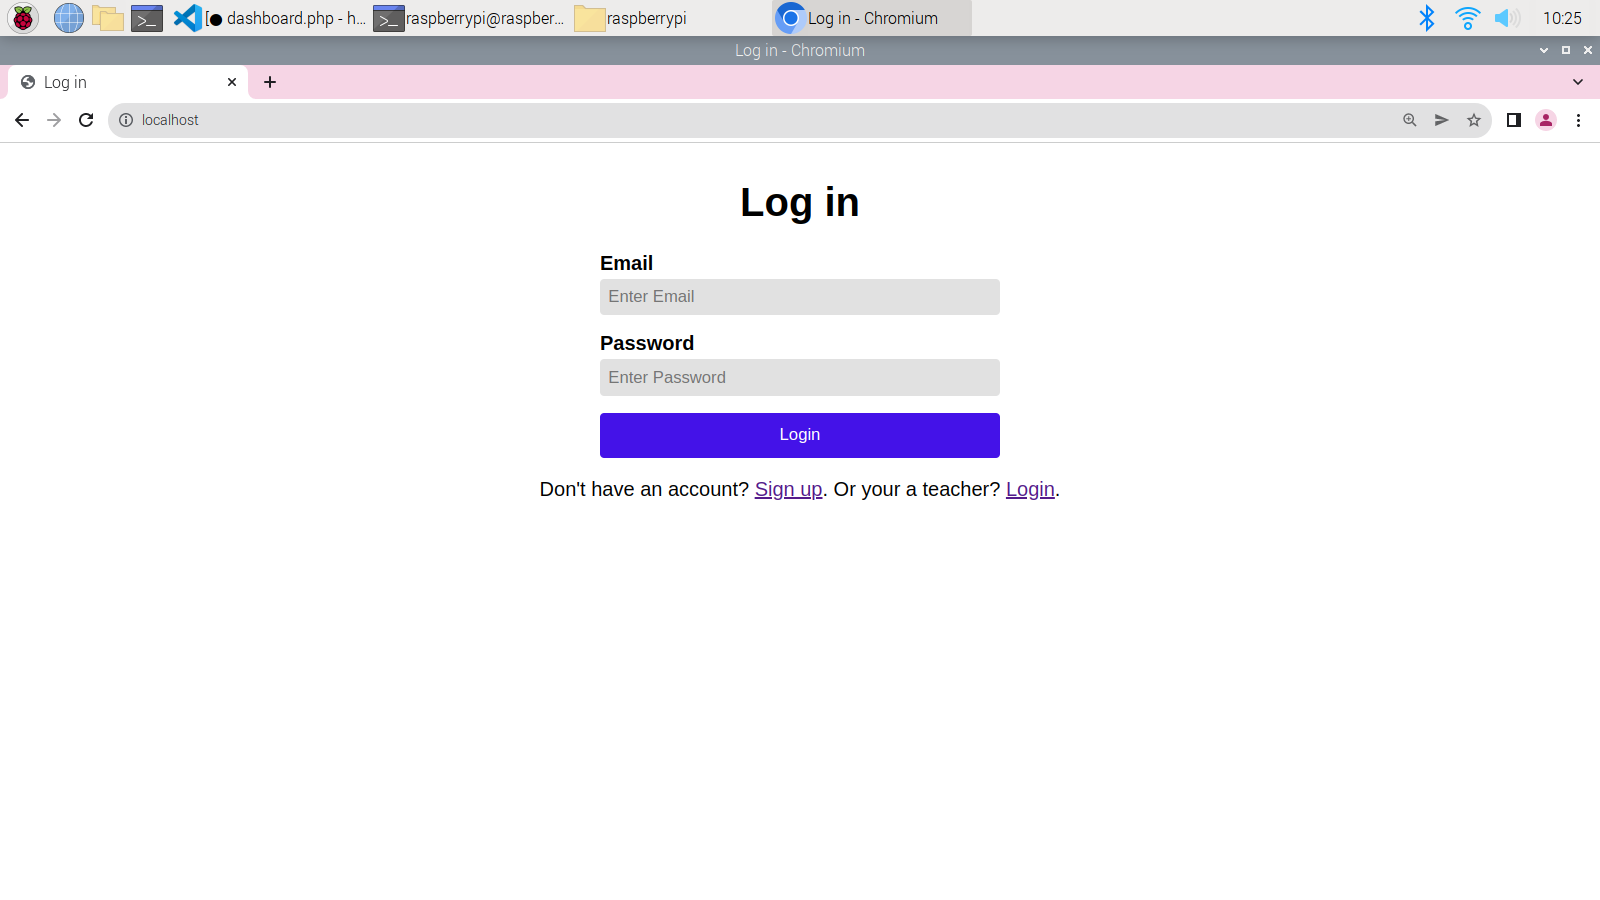 [● dashboard.php - h...
raspberrypi@raspber...
raspberrypi
Log in - Chromium
10:25
Log in - Chromium
Log in
localhost
Log in
Email
Enter Email
Password
Enter Password
Login
Don't have an account? Sign up. Or your a teacher? Login.